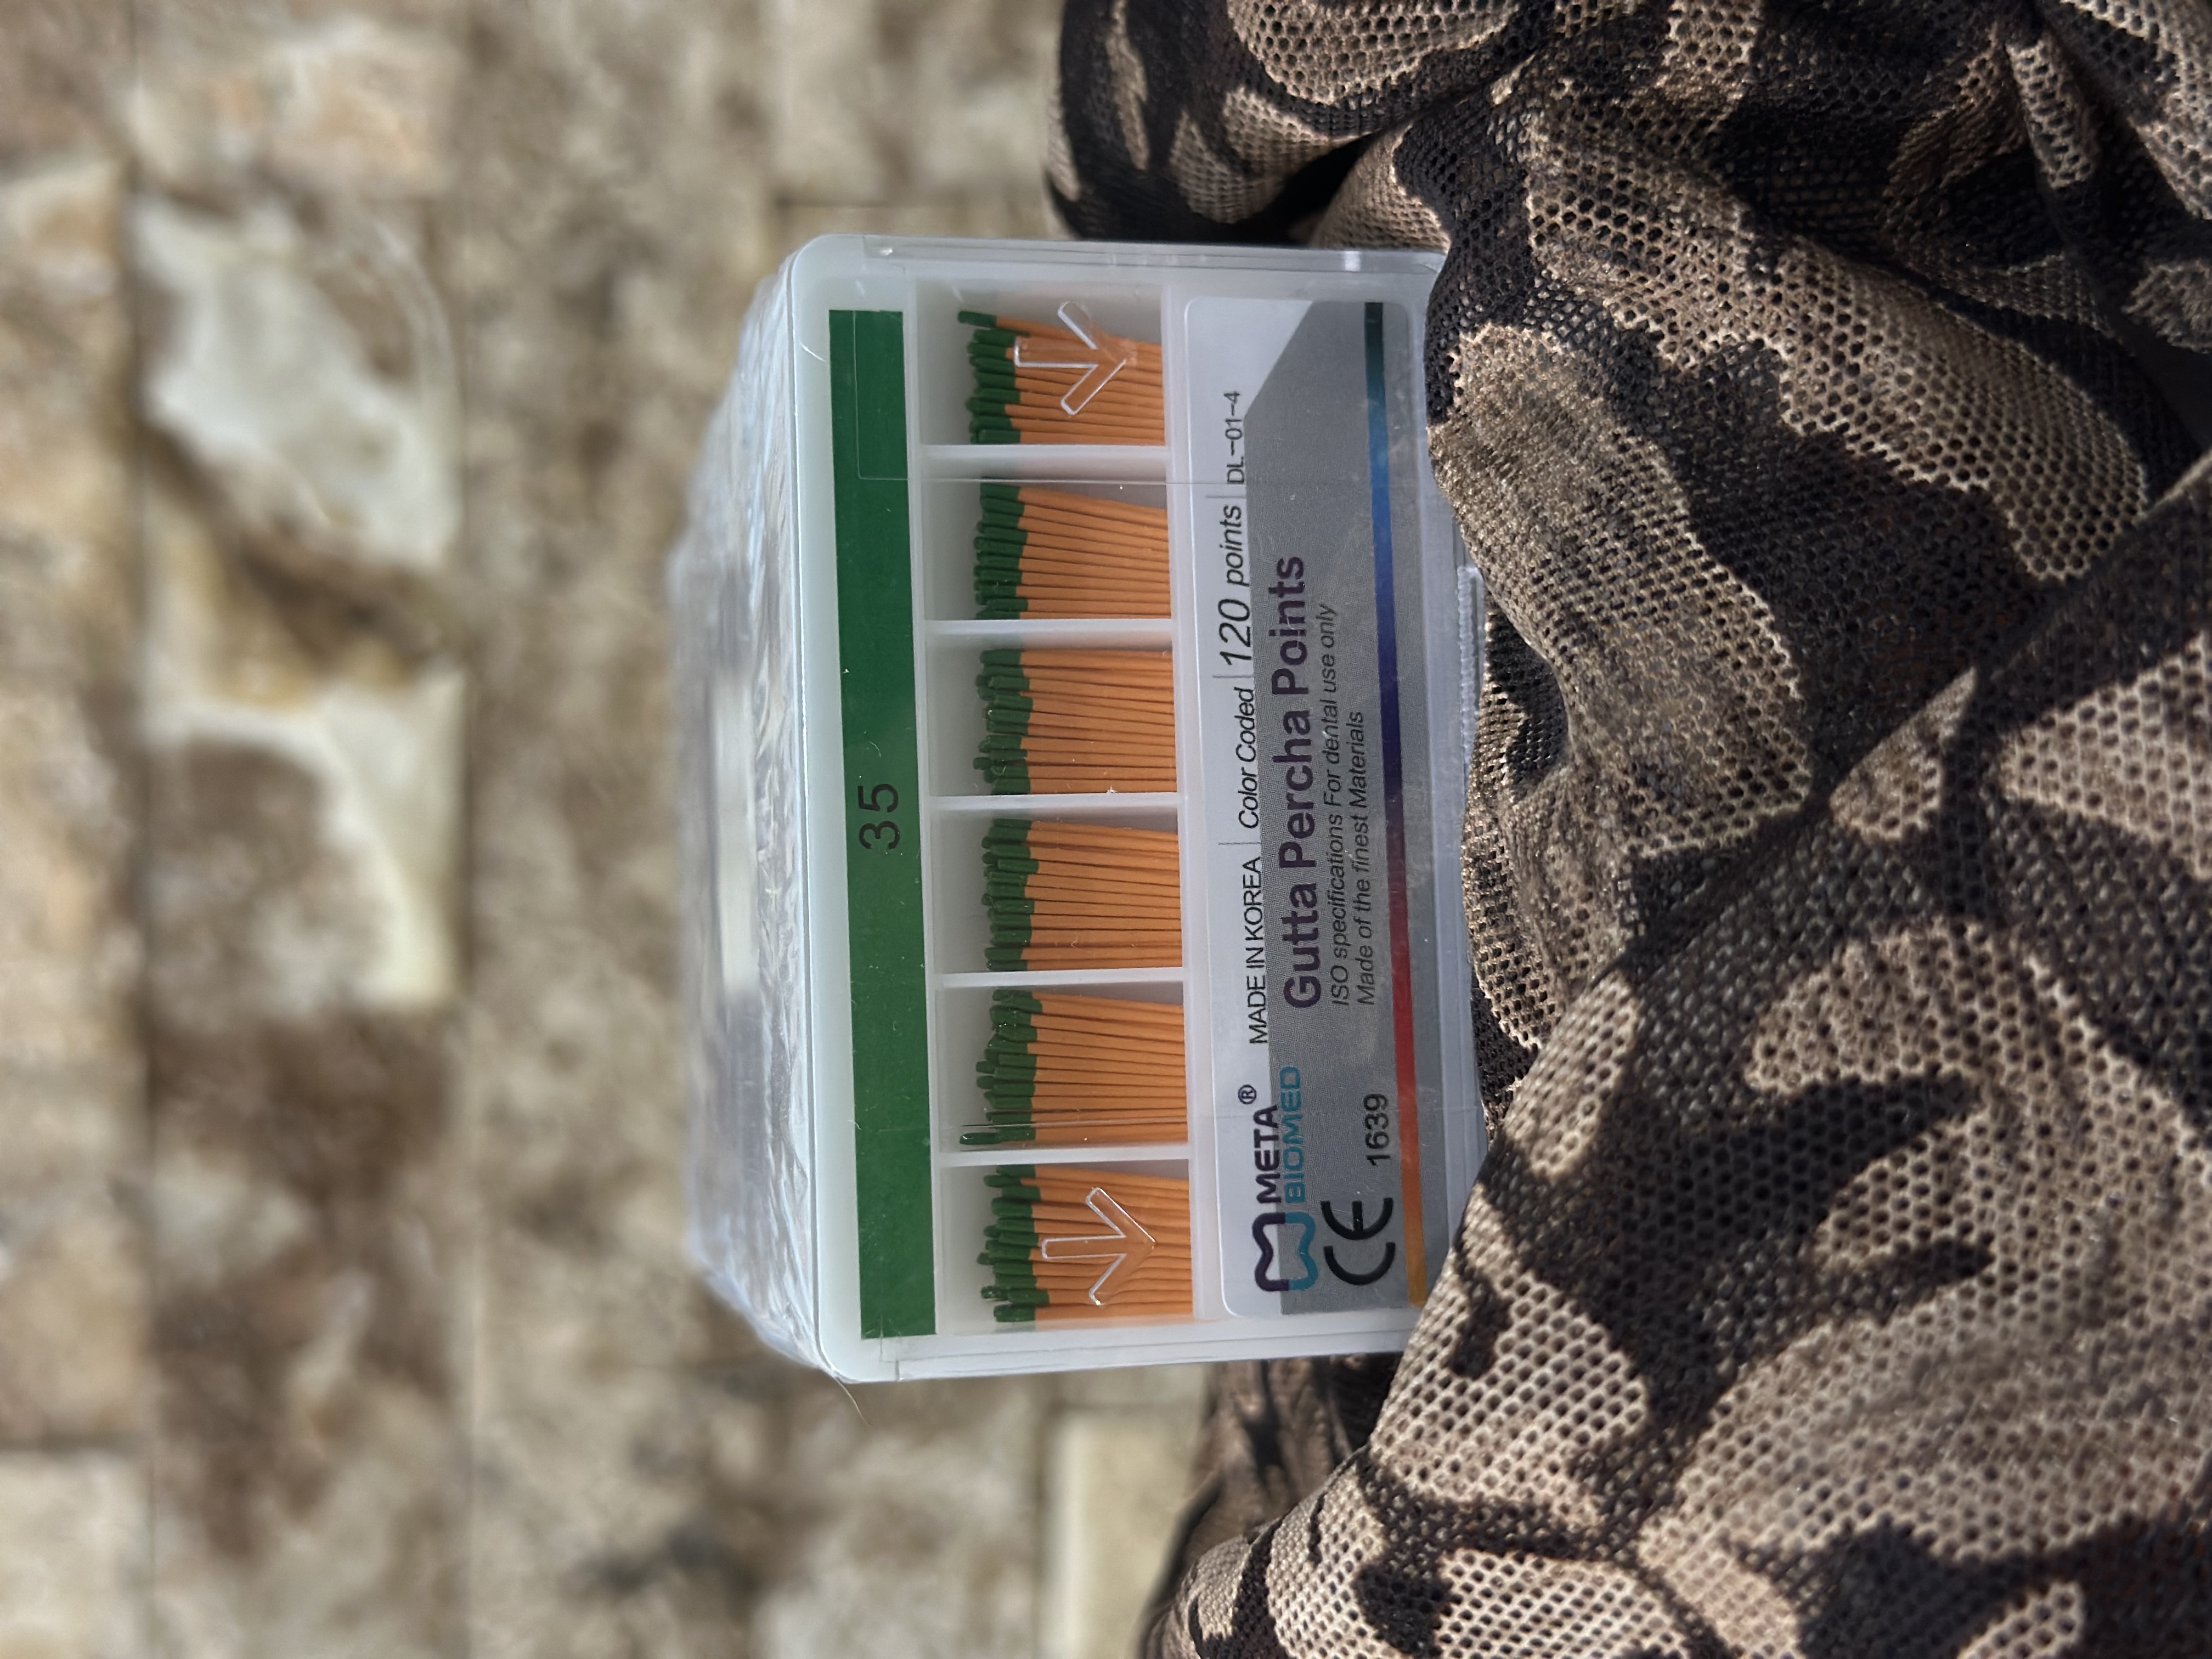 35
META®
BIOMED
MADE IN KOREA | Color Coded | 120 points | DL-01-4
Gutta Percha Points
ISO specifications For dental use only
Made of the finest Materials
CE 1639